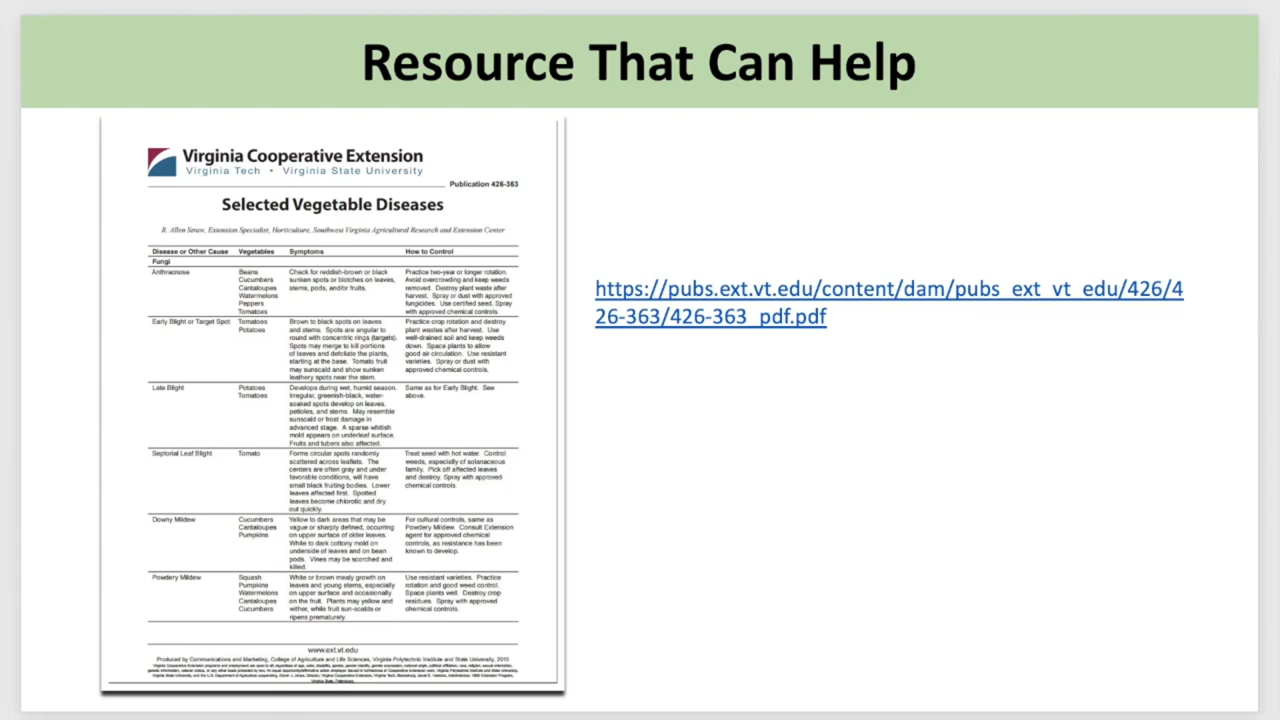 Resource That Can Help
Virginia Cooperative Extension
Virginia Tech • Virginia State University
Publication 426-363
Selected Vegetable Diseases
R. Allen Straw, Extension Specialist, Horticulture, Southwest Virginia Agricultural Research and Extension Center
Disease or Other Cause Vegetables Symptoms How to Control
Fungi
Anthracnose
Beans
Cucumbers
Cantaloupes
Watermelons
Peppers
Tomatoes
Check for reddish-brown or black
sunken spots or blotches on leaves,
stems, pods, and/or fruits.
Practice two-year or longer rotation.
Avoid overcrowding and keep weeds
removed. Destroy plant waste after
harvest. Spray or dust with approved
fungicides. Use certified seed. Spray
with approved chemical controls.
Early Blight or Target Spot
Tomatoes
Potatoes
Brown to black spots on leaves
and stems. Spots are angular to
round with concentric rings (targets).
Spots may merge to kill portions
of leaves and defoliate the plants,
starting at the base. Tomato fruit
may sunscald and show sunken
leathery spots near the stem.
Practice crop rotation and destroy
plant wastes after harvest. Use
well-drained soil and keep weeds
down. Space plants to allow
good air circulation. Use resistant
varieties. Spray or dust with
approved chemical controls.
Late Blight
Potatoes
Tomatoes
Develops during wet, humid season.
Irregular, greenish-black, water-
soaked spots develop on leaves,
petioles, and stems. May resemble
sunscald or frost damage in
advanced stage. A sparse whitish
mold appears on underleaf surface.
Fruits and tubers also affected.
Same as for Early Blight. See
above.
Septorial Leaf Blight
Tomato
Forms circular spots randomly
scattered across leaflets. The
centers are often gray and under
favorable conditions, will have
small black fruiting bodies. Lower
leaves affected first. Spotted
leaves become chlorotic and dry
out quickly.
Treat seed with hot water. Control
weeds, especially of solanaceous
family. Pick off affected leaves
and destroy. Spray with approved
chemical controls.
Downy Mildew
Cucumbers
Cantaloupes
Pumpkins
Yellow to dark areas that may be
vague or sharply defined, occurring
on upper surface of older leaves.
White to dark cottony mold on
underside of leaves and on bean
pods. Vines may be scorched and
killed.
For cultural controls, same as
Powdery Mildew. Consult Extension
agent for approved chemical
controls, as resistance has been
known to develop.
Powdery Mildew
Squash
Pumpkins
Watermelons
Cantaloupes
Cucumbers
White or brown mealy growth on
leaves and young stems, especially
on upper surface and occasionally
on the fruit. Plants may yellow and
wither, while fruit sun-scalds or
ripens prematurely.
Use resistant varieties. Practice
rotation and good weed control.
Space plants well. Destroy crop
residues. Spray with approved
chemical controls.
www.ext.vt.edu
Produced by Communications and Marketing, College of Agriculture and Life Sciences, Virginia Polytechnic Institute and State University, 2015
https://pubs.ext.vt.edu/content/dam/pubs_ext_vt_edu/426/4
26-363/426-363_pdf.pdf